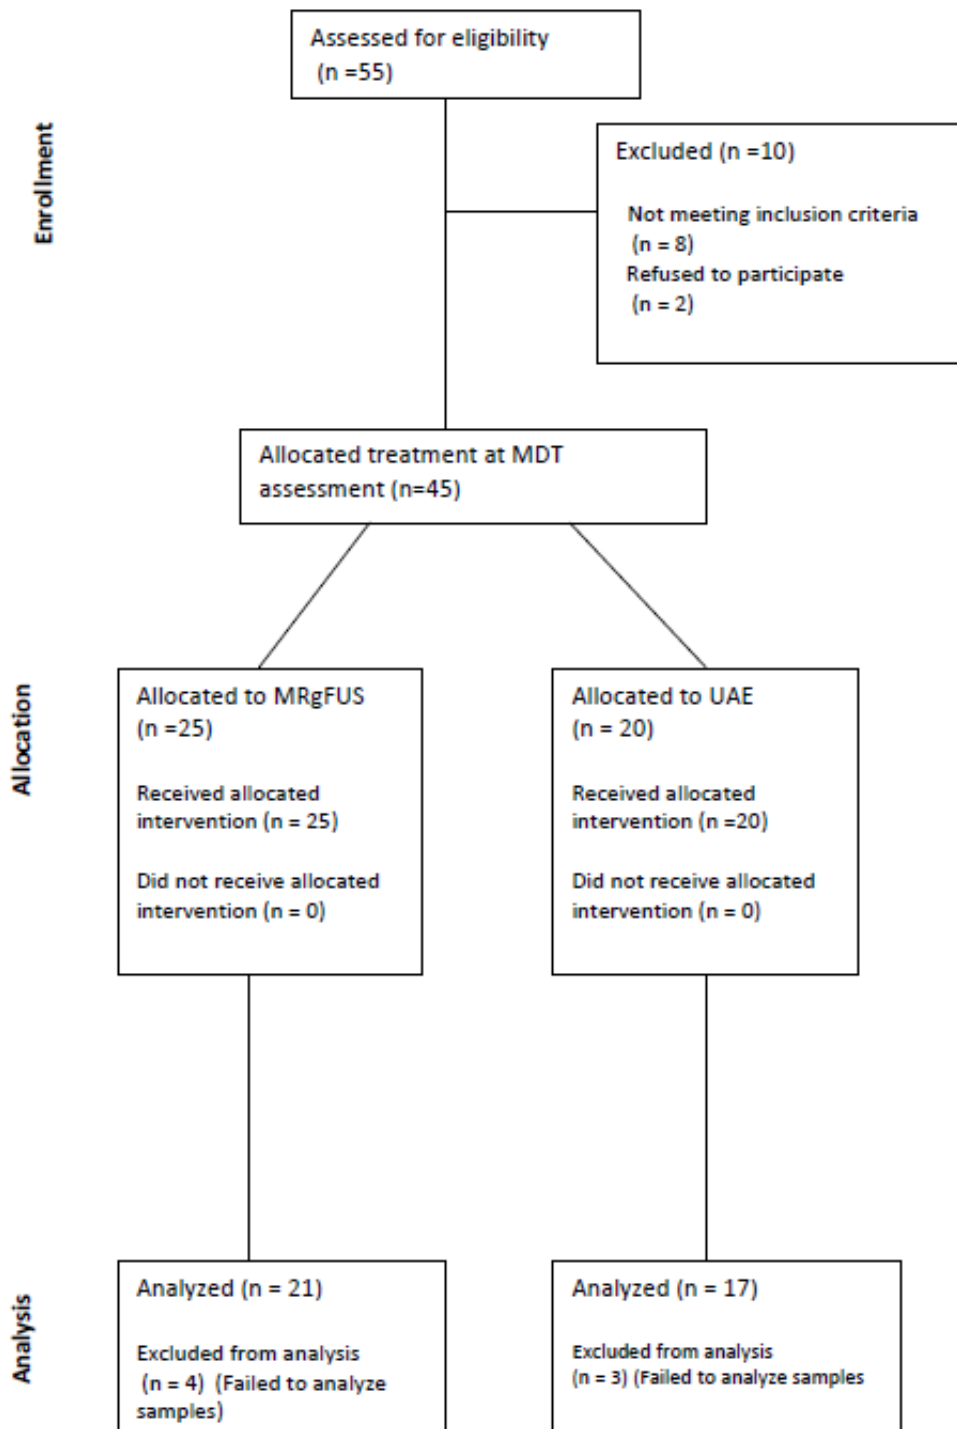 Assessed for eligibility
(n =55)
Enrollment
Excluded (n =10)
Not meeting inclusion criteria
(n = 8)
Refused to participate
(n = 2)
Allocated treatment at MDT
assessment (n=45)
Allocation
Allocated to MRgFUS
(n =25)
Received allocated
intervention (n = 25)
Did not receive allocated
intervention (n = 0)
Allocated to UAE
(n = 20)
Received allocated
intervention (n =20)
Did not receive allocated
intervention (n = 0)
Analysis
Analyzed (n = 21)
Excluded from analysis
(n = 4)  (Failed to analyze
samples)
Analyzed (n = 17)
Excluded from analysis
(n = 3) (Failed to analyze samples